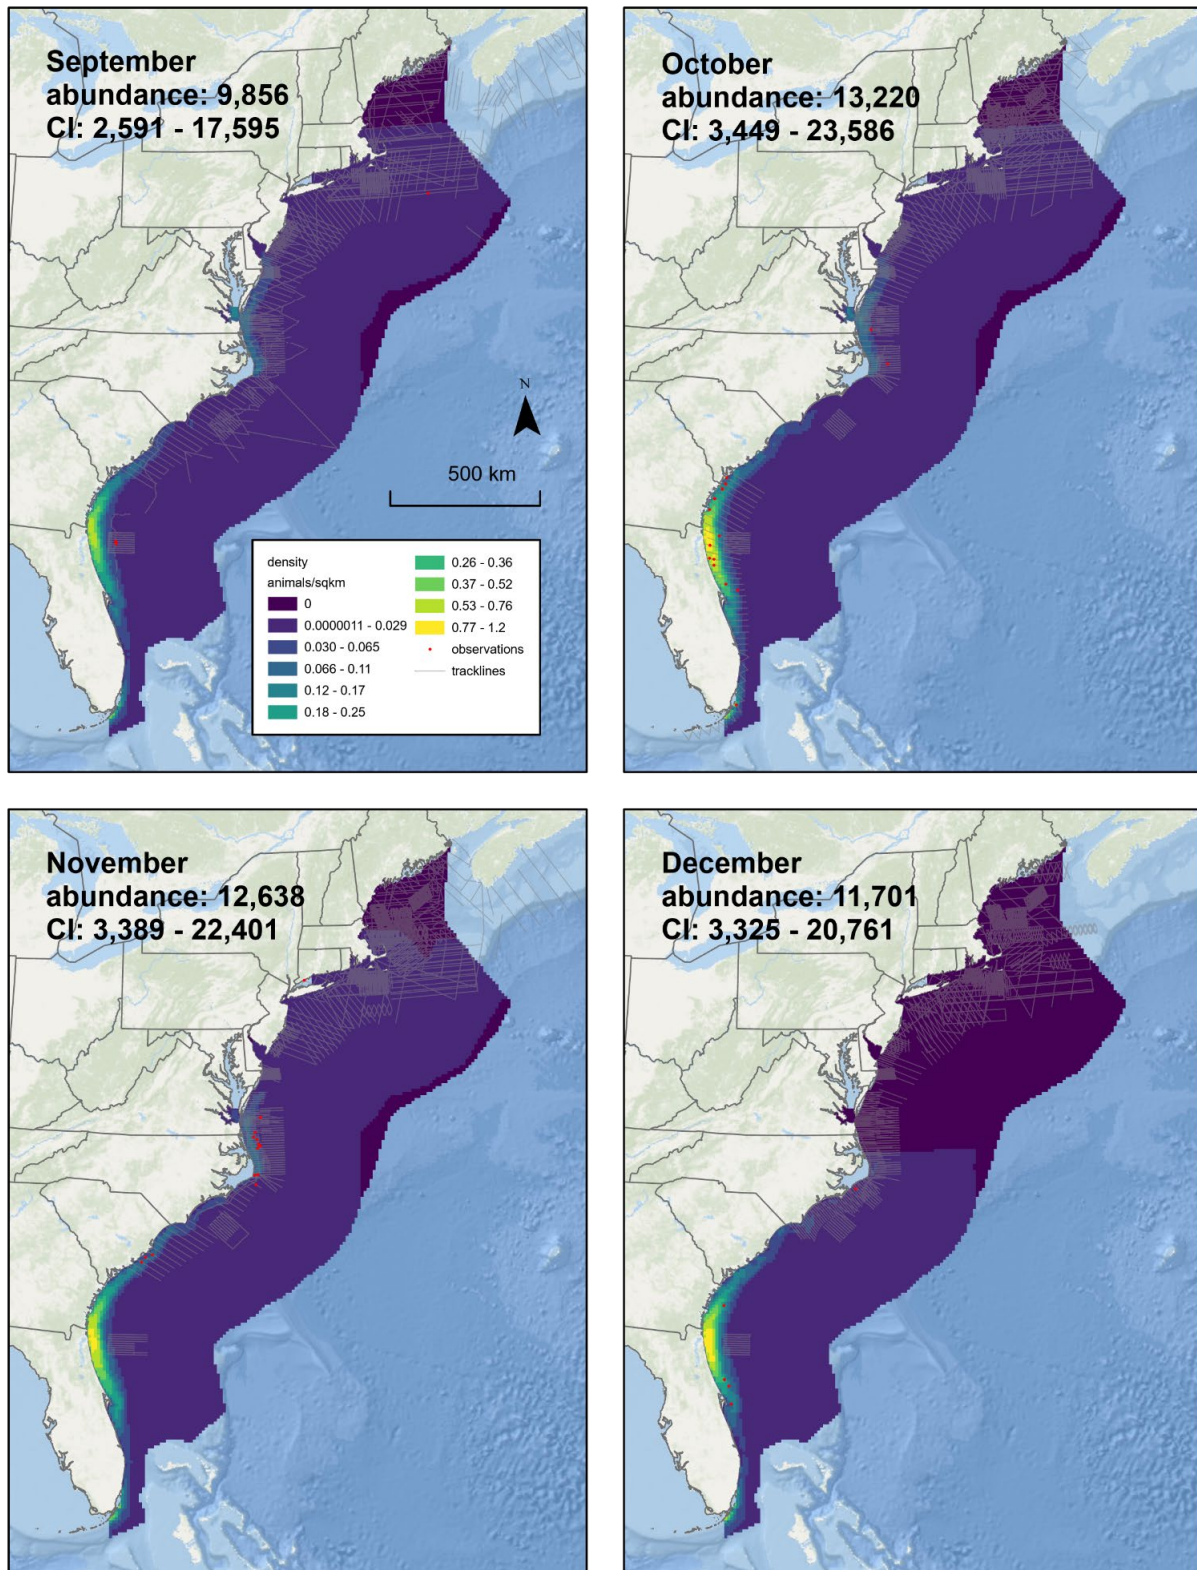 September
abundance: 9,856
CI: 2,591 - 17,595
N
500 km
density
animals/sqkm
0
0.0000011 - 0.029
0.030 - 0.065
0.066 - 0.11
0.12 - 0.17
0.18 - 0.25
0.26 - 0.36
0.37 - 0.52
0.53 - 0.76
0.77 - 1.2
observations
tracklines
October
abundance: 13,220
CI: 3,449 - 23,586
November
abundance: 12,638
CI: 3,389 - 22,401
December
abundance: 11,701
CI: 3,325 - 20,761